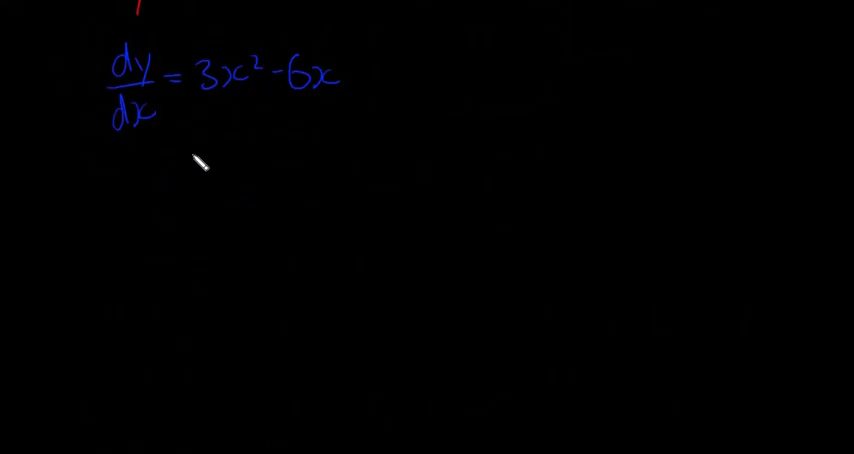 dy/dx = 3x² - 6x